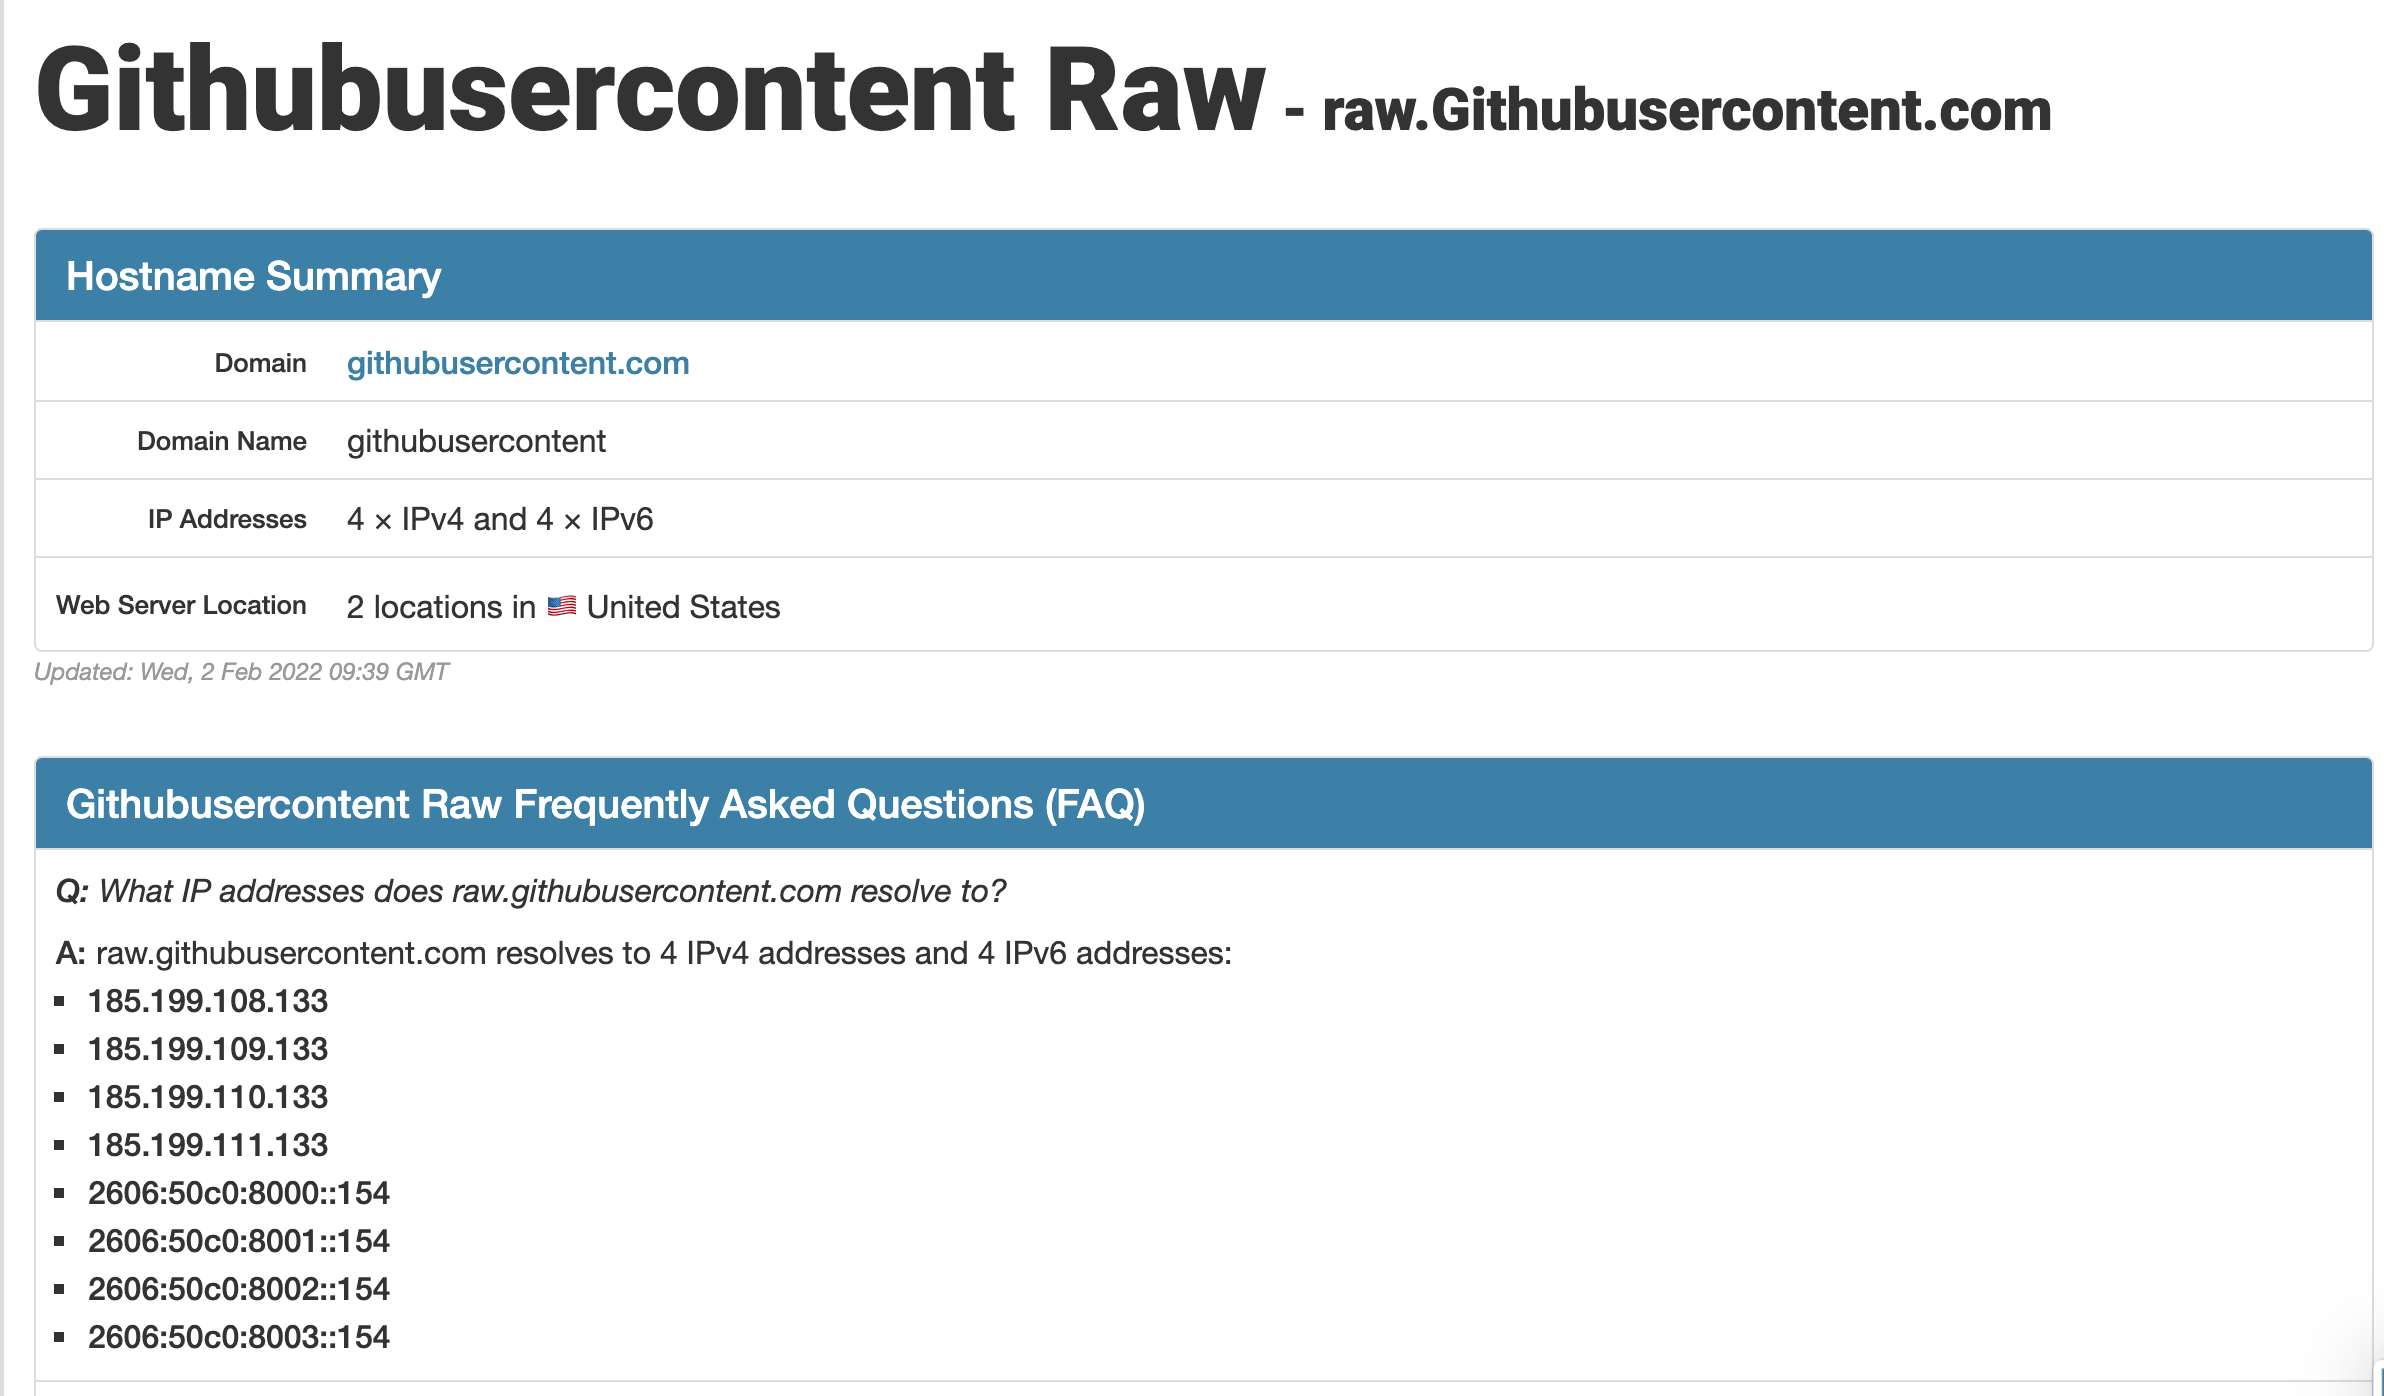 Githubusercontent Raw - raw.Githubusercontent.com
Hostname Summary
Domain githubusercontent.com
Domain Name githubusercontent
IP Addresses 4 × IPv4 and 4 × IPv6
Web Server Location 2 locations in 🇺🇸 United States
Updated: Wed, 2 Feb 2022 09:39 GMT
Githubusercontent Raw Frequently Asked Questions (FAQ)
Q: What IP addresses does raw.githubusercontent.com resolve to?
A: raw.githubusercontent.com resolves to 4 IPv4 addresses and 4 IPv6 addresses:
▪ 185.199.108.133
▪ 185.199.109.133
▪ 185.199.110.133
▪ 185.199.111.133
▪ 2606:50c0:8000::154
▪ 2606:50c0:8001::154
▪ 2606:50c0:8002::154
▪ 2606:50c0:8003::154